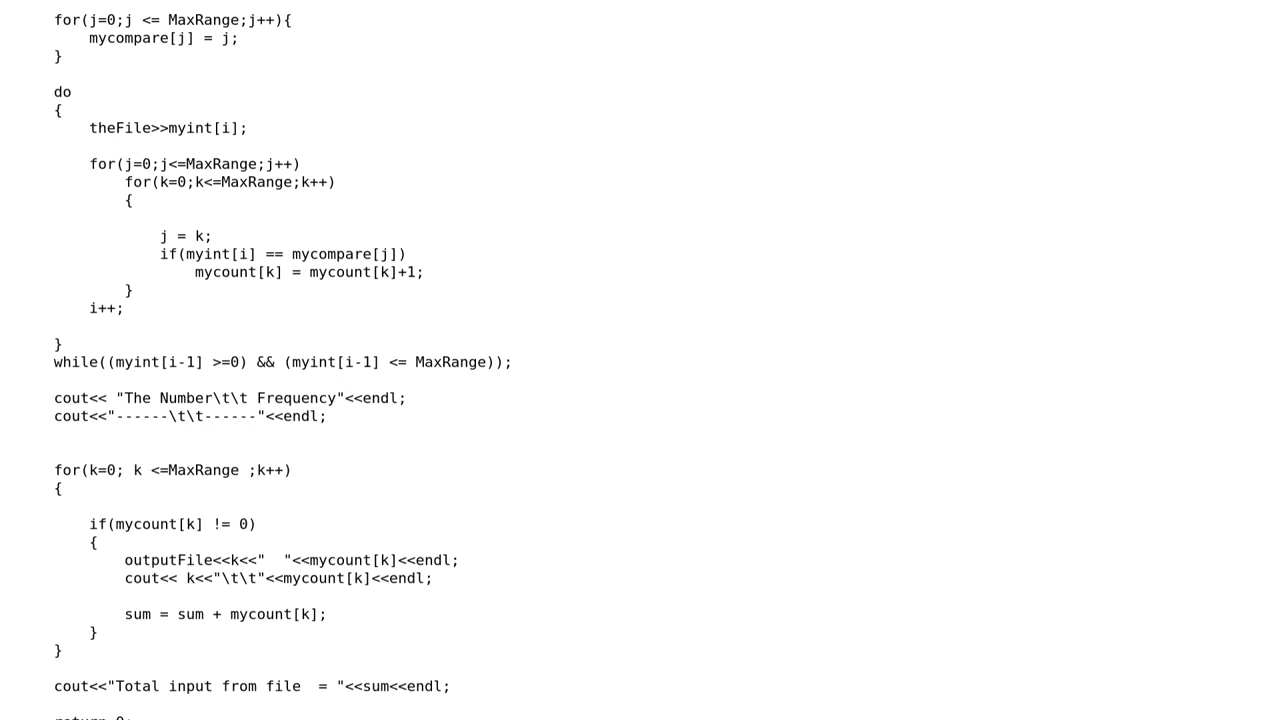 for(j=0;j <= MaxRange;j++){
    mycompare[j] = j;
}
do
{
    theFile>>myint[i];
    for(j=0;j<=MaxRange;j++)
        for(k=0;k<=MaxRange;k++)
        {
            j = k;
            if(myint[i] == mycompare[j])
                mycount[k] = mycount[k]+1;
        }
    i++;
}
while((myint[i-1] >=0) && (myint[i-1] <= MaxRange));
cout<< "The Number\t\t Frequency"<<endl;
cout<<"------\t\t------"<<endl;
for(k=0; k <=MaxRange ;k++)
{
    if(mycount[k] != 0)
    {
        outputFile<<k<<"  "<<mycount[k]<<endl;
        cout<< k<<"\t\t"<<mycount[k]<<endl;
        sum = sum + mycount[k];
    }
}
cout<<"Total input from file  = "<<sum<<endl;